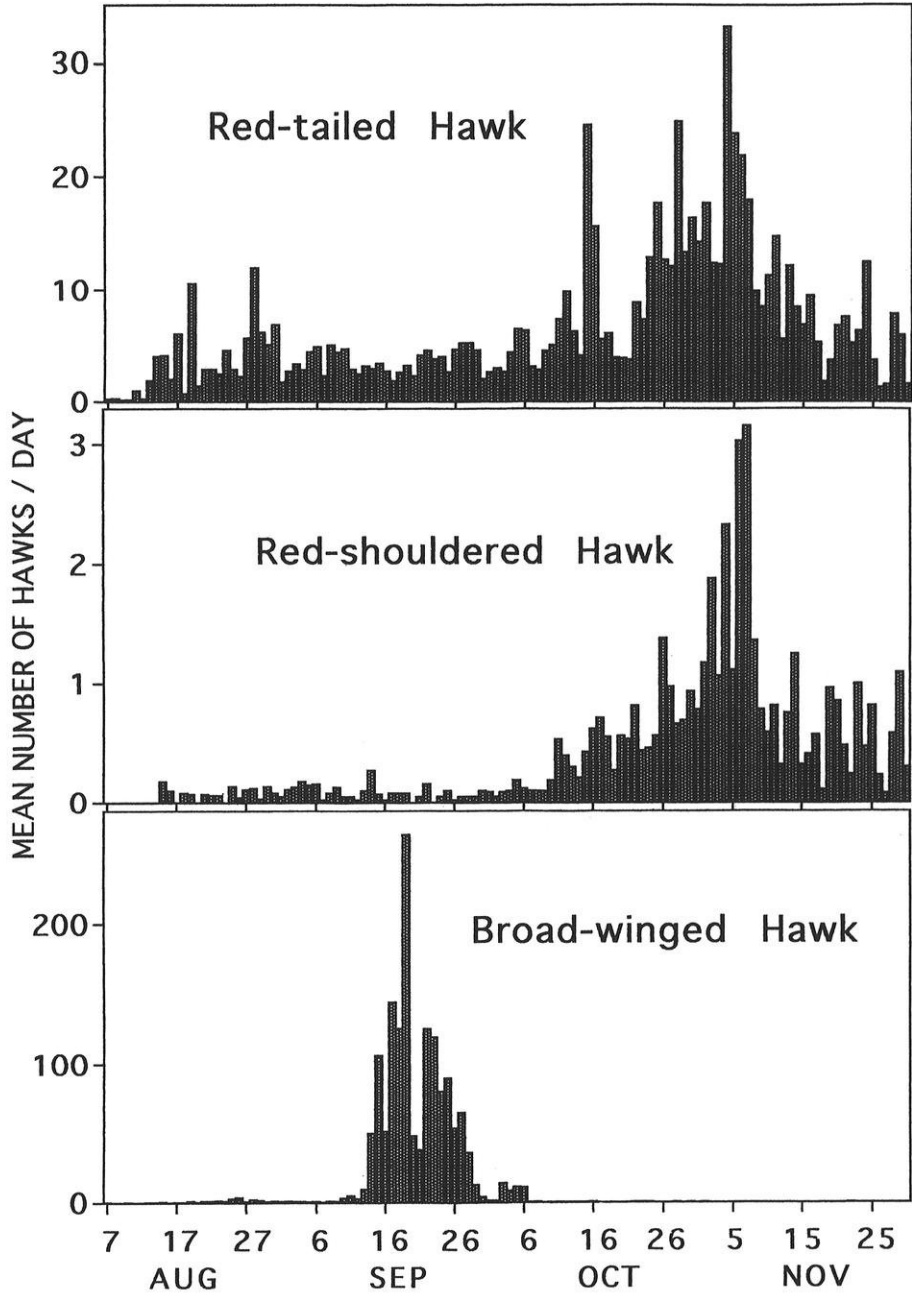 MEAN NUMBER OF HAWKS / DAY
30
Red-tailed Hawk
20
10
0
3
Red-shouldered Hawk
2
1
0
200
Broad-winged Hawk
100
0
7 17 27 6 16 26 6 16 26 5 15 25
AUG SEP OCT NOV